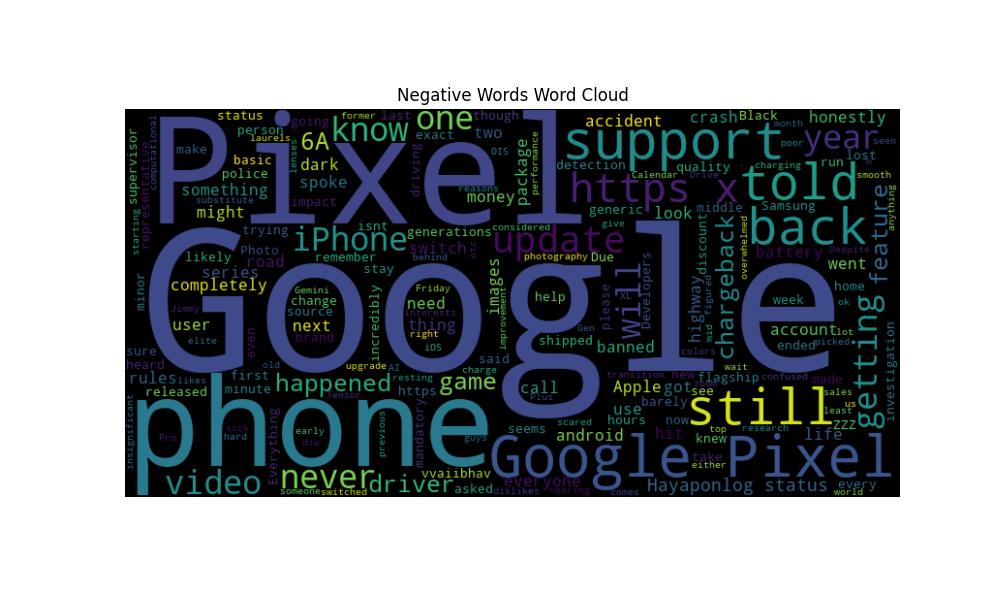 Negative Words Word Cloud
Pixel
Google
phone
Google Pixel
support
told
back
still
https x
update
year
iPhone
know
one
never
video
driver
game
happened
6A
dark
spoke
something
might
make
status
person
going
former
last
though
exact
two
OIS
laurels
basic
police
substitute
impact
lenses
driving
package
performance
money
reasons
supervisor
representative
computational
starting
trying
isnt
generations
considered
switch
remember
stay
behind
etc
likely
Photo
road
series
completely
minor
user
Jimmy
elite
even
brand
Gemini
change
source
next
incredibly
Friday
need
interests
thing
right
iOS
images
improvement
photography
Due
help
shipped
call
Plus
Gen
XL
will
please
Developers
banned
accident
crash
Black
month
honestly
poor
seen
detection
quality
charging
run
lost
smooth
Calendar
Drive
generic
look
middle
Samsung
give
discount
overwhelmed
battery
Despite
anything
went
feature
highway
figured
mid
chargeback
week
home
ok
account
lot
ended
picked
getting
investigation
colors
wait
confused
made
sales
us
least
ZZZ
transition
new
flagship
zoom
Apple
got
see
barely
use
hours
now
top
research
life
knew
hit
seems
android
scared
take
either
Hayaponlog status
every
world
comes
nearing
dislikes
everyone
asked
vvaiibhav
said
charge
https
resting
AI
upgrade
old
first
minute
sure
heard
rules
likes
released
insignificant
Pro
sick
hard
Everything
early
die
previous
Tensor
mandatory
guys
someone
switched